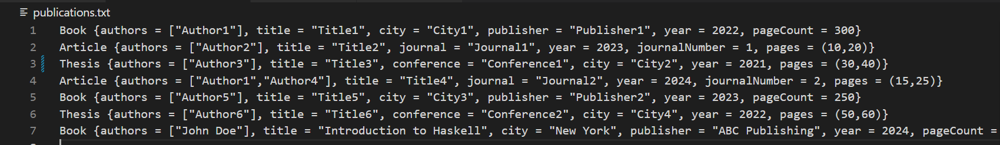 publications.txt
1 Book {authors = ["Author1"], title = "Title1", city = "City1", publisher = "Publisher1", year = 2022, pageCount = 300}
2 Article {authors = ["Author2"], title = "Title2", journal = "Journal1", year = 2023, journalNumber = 1, pages = (10,20)}
3 Thesis {authors = ["Author3"], title = "Title3", conference = "Conference1", city = "City2", year = 2021, pages = (30,40)}
4 Article {authors = ["Author1","Author4"], title = "Title4", journal = "Journal2", year = 2024, journalNumber = 2, pages = (15,25)}
5 Book {authors = ["Author5"], title = "Title5", city = "City3", publisher = "Publisher2", year = 2023, pageCount = 250}
6 Thesis {authors = ["Author6"], title = "Title6", conference = "Conference2", city = "City4", year = 2022, pages = (50,60)}
7 Book {authors = ["John Doe"], title = "Introduction to Haskell", city = "New York", publisher = "ABC Publishing", year = 2024, pageCount =